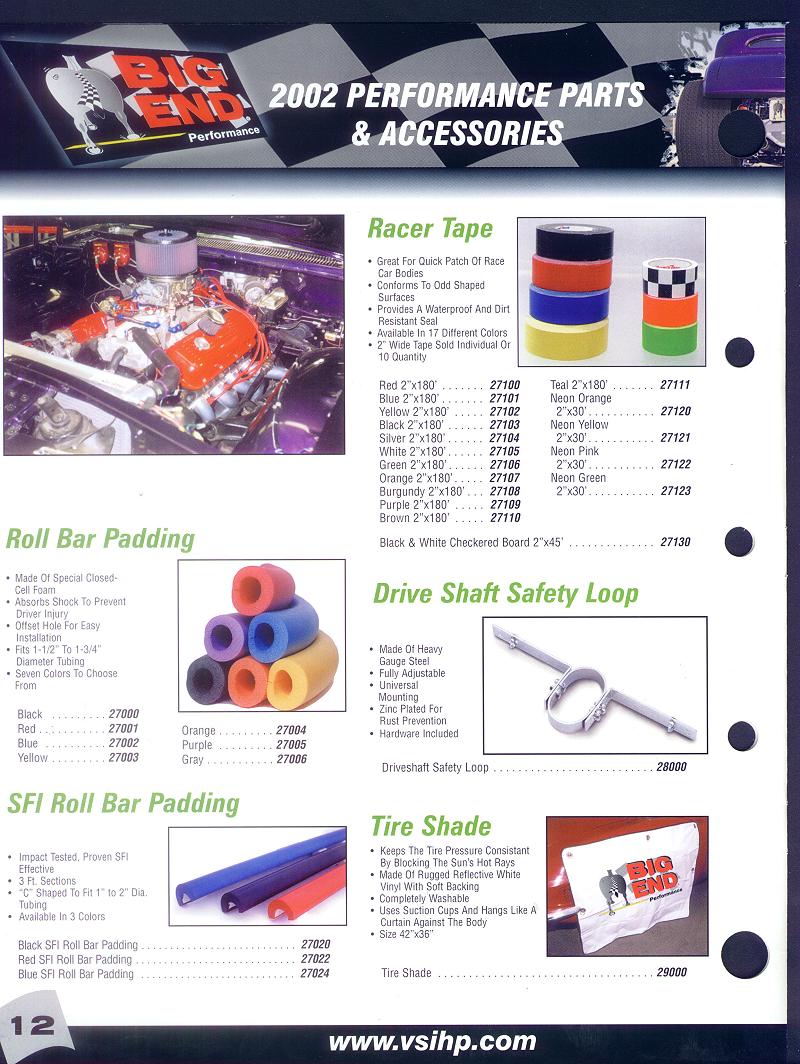 BIG
END
Performance
2002 PERFORMANCE PARTS
& ACCESSORIES
Racer Tape
• Great For Quick Patch Of Race
Car Bodies
• Conforms To Odd Shaped
Surfaces
• Provides A Waterproof And Dirt
Resistant Seal
• Available In 17 Different Colors
• 2" Wide Tape Sold Individual Or
10 Quantity
Red 2"x180' . . . . . . . 27100
Blue 2"x180' . . . . . . 27101
Yellow 2"x180' . . . . . 27102
Black 2"x180' . . . . . . 27103
Silver 2"x180' . . . . . . 27104
White 2"x180' . . . . . . 27105
Green 2"x180' . . . . . . 27106
Orange 2"x180' . . . . . 27107
Burgundy 2"x180' . . . 27108
Purple 2"x180' . . . . . 27109
Brown 2"x180' . . . . . 27110
Teal 2"x180' . . . . . . . 27111
Neon Orange
2"x30' . . . . . . . . . . . 27120
Neon Yellow
2"x30' . . . . . . . . . . . 27121
Neon Pink
2"x30' . . . . . . . . . . . 27122
Neon Green
2"x30' . . . . . . . . . . . 27123
Black & White Checkered Board 2"x45' . . . . . . . . . . . . . . 27130
Roll Bar Padding
• Made Of Special Closed-
Cell Foam
• Absorbs Shock To Prevent
Driver Injury
• Offset Hole For Easy
Installation
• Fits 1-1/2" To 1-3/4"
Diameter Tubing
• Seven Colors To Choose
From
Black . . . . . . . . . 27000
Red . . . . . . . . . . . 27001
Blue . . . . . . . . . . 27002
Yellow . . . . . . . . . 27003
Orange . . . . . . . . . 27004
Purple . . . . . . . . . 27005
Gray . . . . . . . . . . . 27006
Drive Shaft Safety Loop
• Made Of Heavy
Gauge Steel
• Fully Adjustable
• Universal
Mounting
• Zinc Plated For
Rust Prevention
• Hardware Included
Driveshaft Safety Loop . . . . . . . . . . . . . . . . . . . . . . . . . . . 28000
SFI Roll Bar Padding
• Impact Tested, Proven SFI
Effective
• 3 Ft. Sections
• "C" Shaped To Fit 1" to 2" Dia.
Tubing
• Available In 3 Colors
Black SFI Roll Bar Padding . . . . . . . . . . . . . . . . . . . . . . . . . . 27020
Red SFI Roll Bar Padding . . . . . . . . . . . . . . . . . . . . . . . . . . . 27022
Blue SFI Roll Bar Padding . . . . . . . . . . . . . . . . . . . . . . . . . . 27024
Tire Shade
• Keeps The Tire Pressure Consistant
By Blocking The Sun's Hot Rays
• Made Of Rugged Reflective White
Vinyl With Soft Backing
• Completely Washable
• Uses Suction Cups And Hangs Like A
Curtain Against The Body
• Size 42"x36"
BIG
END
Performance
Tire Shade . . . . . . . . . . . . . . . . . . . . . . . . . . . . . . . . . . . . . 29000
12
www.vsihp.com